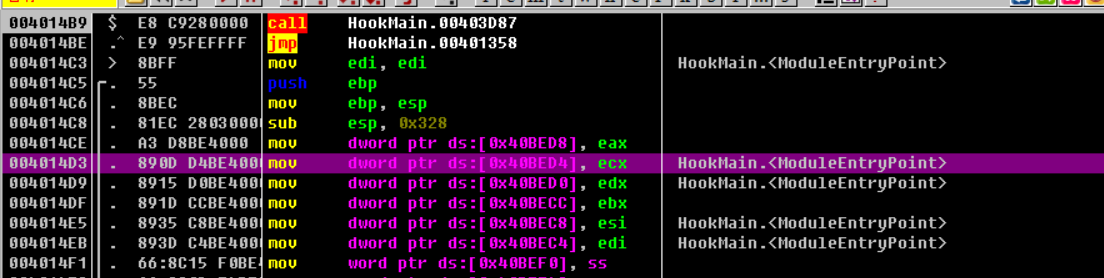 004014B9 $ E8 C9280000 call HookMain.00403D87
004014BE .^ E9 95FEFFFF jmp HookMain.00401358
004014C3 > 8BFF mov edi, edi HookMain.<ModuleEntryPoint>
004014C5 . 55 push ebp
004014C6 . 8BEC mov ebp, esp
004014C8 . 81EC 28030000 sub esp, 0x328
004014CE . A3 D8BE4000 mov dword ptr ds:[0x40BED8], eax
004014D3 . 890D D4BE400 mov dword ptr ds:[0x40BED4], ecx HookMain.<ModuleEntryPoint>
004014D9 . 8915 D0BE400 mov dword ptr ds:[0x40BED0], edx HookMain.<ModuleEntryPoint>
004014DF . 891D CCBE400 mov dword ptr ds:[0x40BECC], ebx
004014E5 . 8935 C8BE400 mov dword ptr ds:[0x40BEC8], esi HookMain.<ModuleEntryPoint>
004014EB . 893D C4BE400 mov dword ptr ds:[0x40BEC4], edi HookMain.<ModuleEntryPoint>
004014F1 . 66:8C15 F0BE4 mov word ptr ds:[0x40BEF0], ss